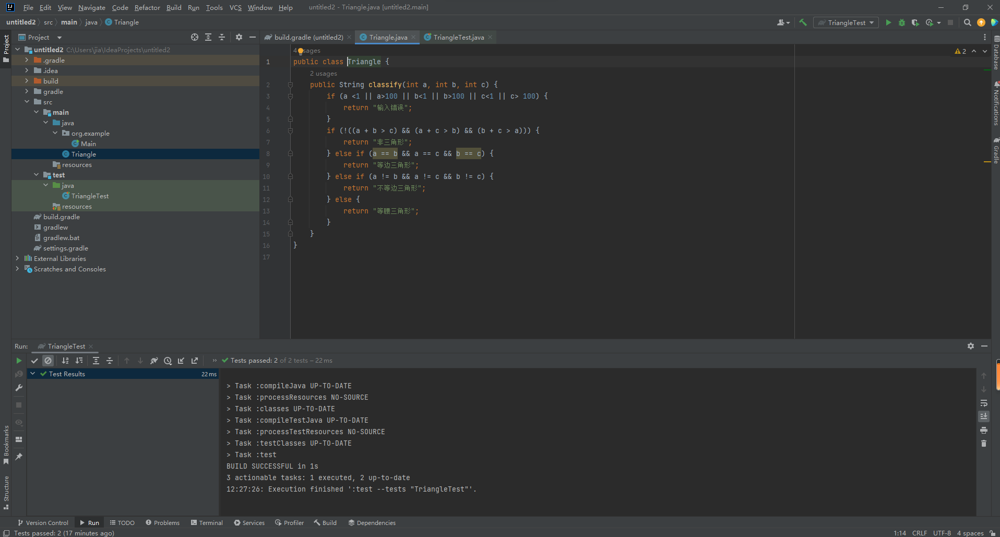 File Edit View Navigate Code Refactor Build Run Tools VCS Window Help untitled2 - Triangle.java [untitled2.main]
untitled2 src main java Triangle
TriangleTest
Project
Project
build.gradle (untitled2) Triangle.java TriangleTest.java
untitled2 C:\Users\jia\IdeaProjects\untitled2
.gradle
.idea
build
gradle
src
main
java
org.example
Main
Triangle
resources
test
java
TriangleTest
resources
build.gradle
gradlew
gradlew.bat
settings.gradle
External Libraries
Scratches and Consoles
2
1 public class Triangle {
2 usages
2 public String classify(int a, int b, int c) {
3 if (a <1 || a>100 || b<1 || b>100 || c<1 || c> 100) {
4 return "输入错误";
5 }
6 if (!((a + b > c) && (a + c > b) && (b + c > a))) {
7 return "非三角形";
8 } else if (a == b && a == c && b == c) {
9 return "等边三角形";
10 } else if (a != b && a != c && b != c) {
11 return "不等边三角形";
12 } else {
13 return "等腰三角形";
14 }
15 }
16 }
17
Database
Notifications
Gradle
Run: TriangleTest
Tests passed: 2 of 2 tests – 22 ms
Test Results 22 ms
> Task :compileJava UP-TO-DATE
> Task :processResources NO-SOURCE
> Task :classes UP-TO-DATE
> Task :compileTestJava UP-TO-DATE
> Task :processTestResources NO-SOURCE
> Task :testClasses UP-TO-DATE
> Task :test
BUILD SUCCESSFUL in 1s
3 actionable tasks: 1 executed, 2 up-to-date
12:27:26: Execution finished ':test --tests "TriangleTest"'.
Bookmarks
Structure
Version Control Run TODO Problems Terminal Services Profiler Build Dependencies
Tests passed: 2 (17 minutes ago) 1:14 CRLF UTF-8 4 spaces